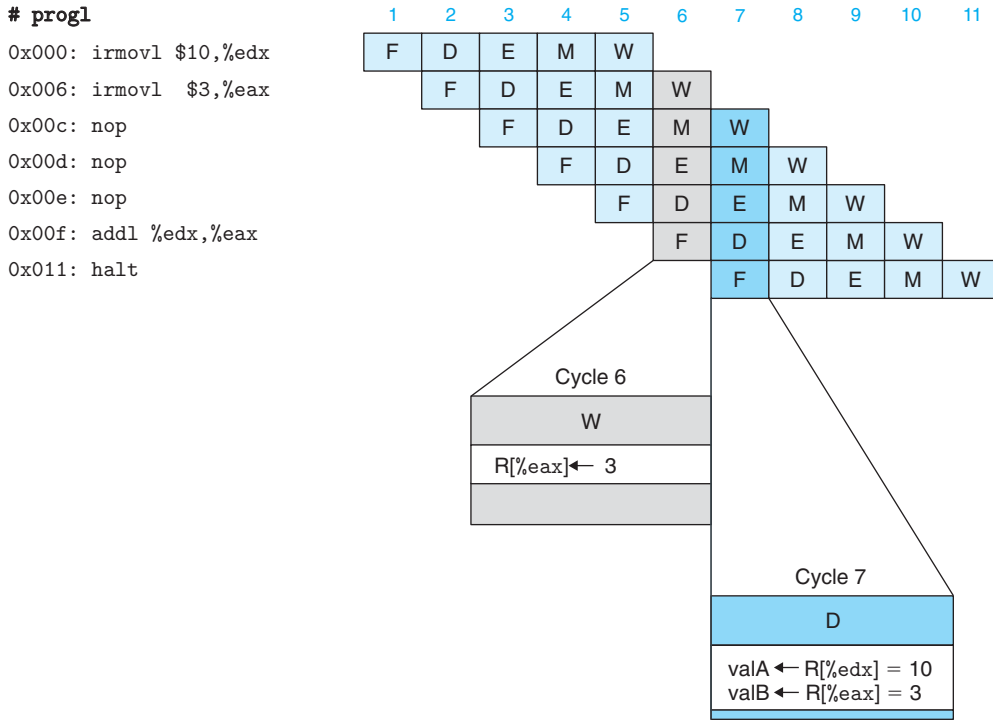 # progl 1 2 3 4 5 6 7 8 9 10 11
0x000: irmovl $10,%edx F D E M W
0x006: irmovl $3,%eax F D E M W
0x00c: nop F D E M W
0x00d: nop F D E M W
0x00e: nop F D E M W
0x00f: addl %edx,%eax F D E M W
0x011: halt F D E M W
Cycle 6
W
R[%eax]← 3
Cycle 7
D
valA ← R[%edx] = 10
valB ← R[%eax] = 3